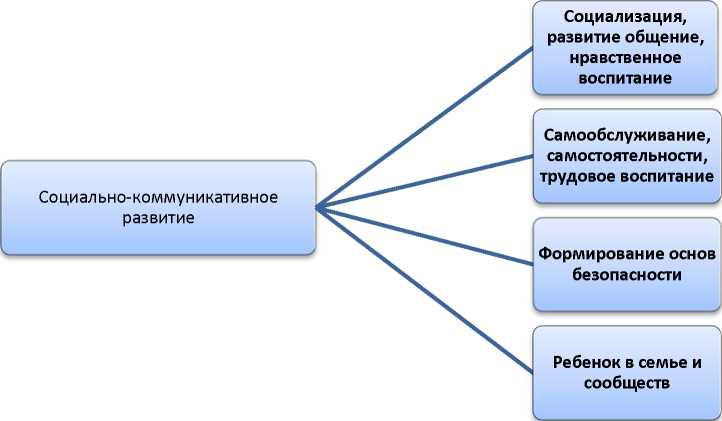 Социализация,
развитие общение,
нравственное
воспитание
Самообслуживание,
самостоятельности,
трудовое воспитание
Социально-коммуникативное
развитие
Формирование основ
безопасности
Ребенок в семье и
сообществ